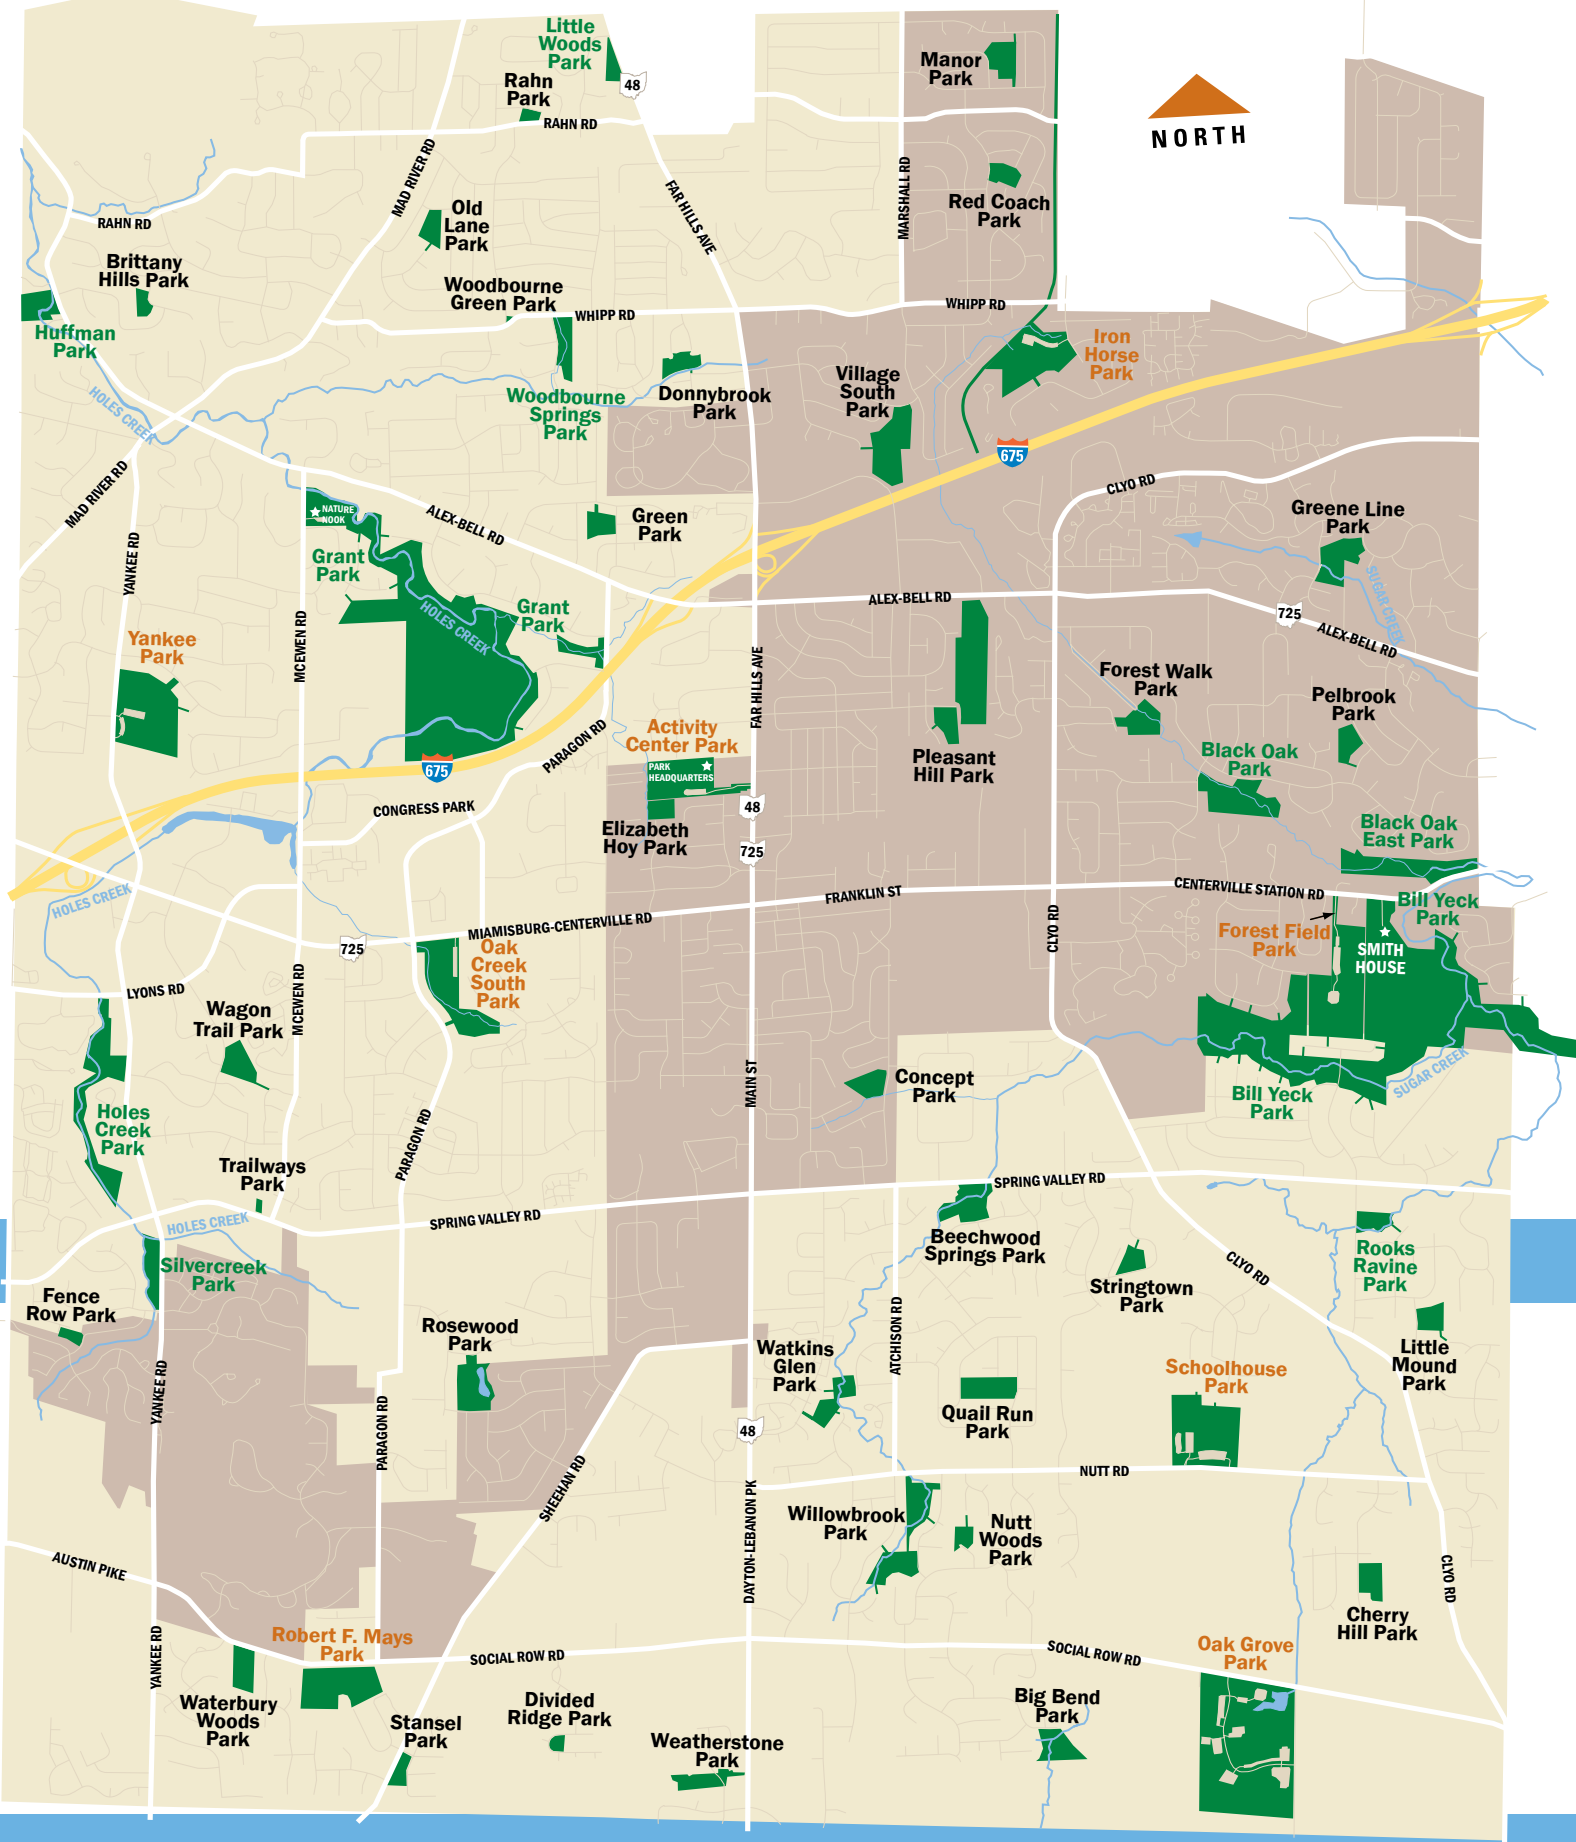 Little
Woods
Park
48
Rahn
Park
RAHN RD
Manor
Park
NORTH
MAD RIVER RD
FAR HILLS AVE
MARSHALL RD
Red Coach
Park
Old
Lane
Park
RAHN RD
Brittany
Hills Park
Woodbourne
Green Park
WHIPP RD
WHIPP RD
Huffman
Park
Iron
Horse
Park
Village
South
Park
Woodbourne
Springs
Park
Donnybrook
Park
HOLES CREEK
675
MAD RIVER RD
CLYO RD
NATURE
NOOK
ALEX-BELL RD
Green
Park
Greene Line
Park
YANKEE RD
Grant
Park
SUGAR CREEK
ALEX-BELL RD
Grant
Park
HOLES CREEK
725
ALEX-BELL RD
MCEWEN RD
Yankee
Park
FAR HILLS AVE
Forest Walk
Park
Pelbrook
Park
PARAGON RD
Activity
Center Park
Pleasant
Hill Park
Black Oak
Park
675
PARK
HEADQUARTERS
CONGRESS PARK
48
Elizabeth
Hoy Park
725
Black Oak
East Park
HOLES CREEK
FRANKLIN ST
CENTERVILLE STATION RD
Bill Yeck
Park
MIAMISBURG-CENTERVILLE RD
725
CLYO RD
Forest Field
Park
SMITH
HOUSE
Oak
Creek
South
Park
LYONS RD
MCEWEN RD
Wagon
Trail Park
MAIN ST
Concept
Park
SUGAR CREEK
Bill Yeck
Park
Holes
Creek
Park
PARAGON RD
Trailways
Park
SPRING VALLEY RD
SPRING VALLEY RD
HOLES CREEK
Beechwood
Springs Park
Silvercreek
Park
Stringtown
Park
CLYO RD
Rooks
Ravine
Park
Fence
Row Park
Rosewood
Park
ATCHISON RD
Watkins
Glen
Park
Little
Mound
Park
Schoolhouse
Park
YANKEE RD
PARAGON RD
Quail Run
Park
48
SHEEHAN RD
NUTT RD
DAYTON-LEBANON PK
Willowbrook
Park
Nutt
Woods
Park
AUSTIN PIKE
CLYO RD
Cherry
Hill Park
YANKEE RD
Robert F. Mays
Park
SOCIAL ROW RD
SOCIAL ROW RD
Oak Grove
Park
Waterbury
Woods
Park
Stansel
Park
Divided
Ridge Park
Weatherstone
Park
Big Bend
Park